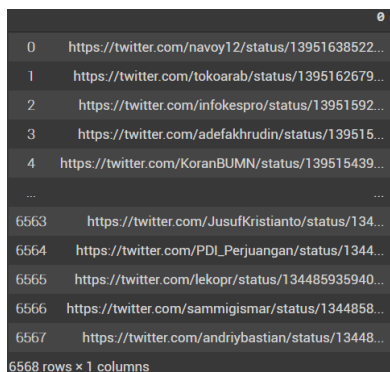 0
0 https://twitter.com/navoy12/status/13951638522...
1 https://twitter.com/tokoarab/status/1395162679...
2 https://twitter.com/infokespro/status/13951592...
3 https://twitter.com/adefakhrudin/status/139515...
4 https://twitter.com/KoranBUMN/status/139515439...
... ...
6563 https://twitter.com/JusufKristianto/status/134...
6564 https://twitter.com/PDI_Perjuangan/status/1344...
6565 https://twitter.com/lekopr/status/134485935940...
6566 https://twitter.com/sammigismar/status/1344858...
6567 https://twitter.com/andriybastian/status/13448...
6568 rows × 1 columns